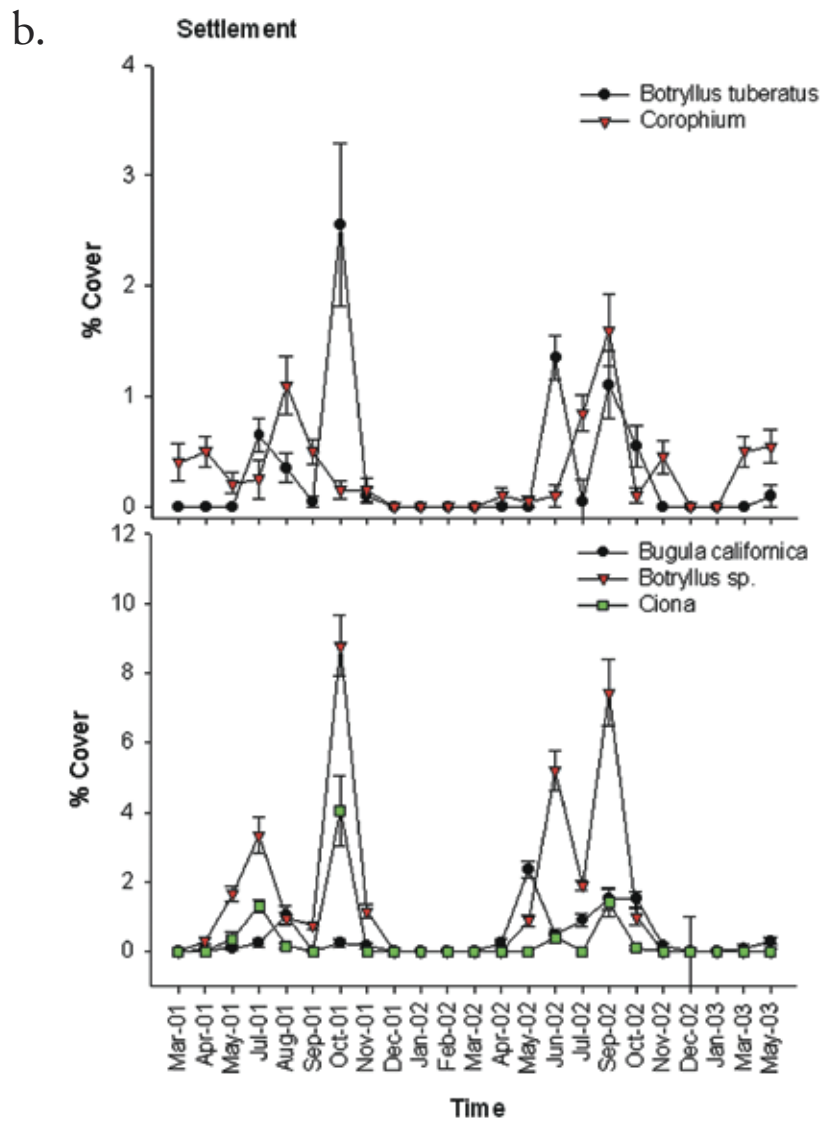 b.
Settlement
4
3
2
1
0
% Cover
Botryllus tuberatus
Corophium
12
10
8
6
4
2
0
% Cover
Bugula californica
Botryllus sp.
Ciona
Mar-01
Apr-01
May-01
Jul-01
Aug-01
Sep-01
Oct-01
Nov-01
Dec-01
Jan-02
Feb-02
Mar-02
Apr-02
May-02
Jun-02
Jul-02
Sep-02
Oct-02
Nov-02
Dec-02
Jan-03
Mar-03
May-03
Time